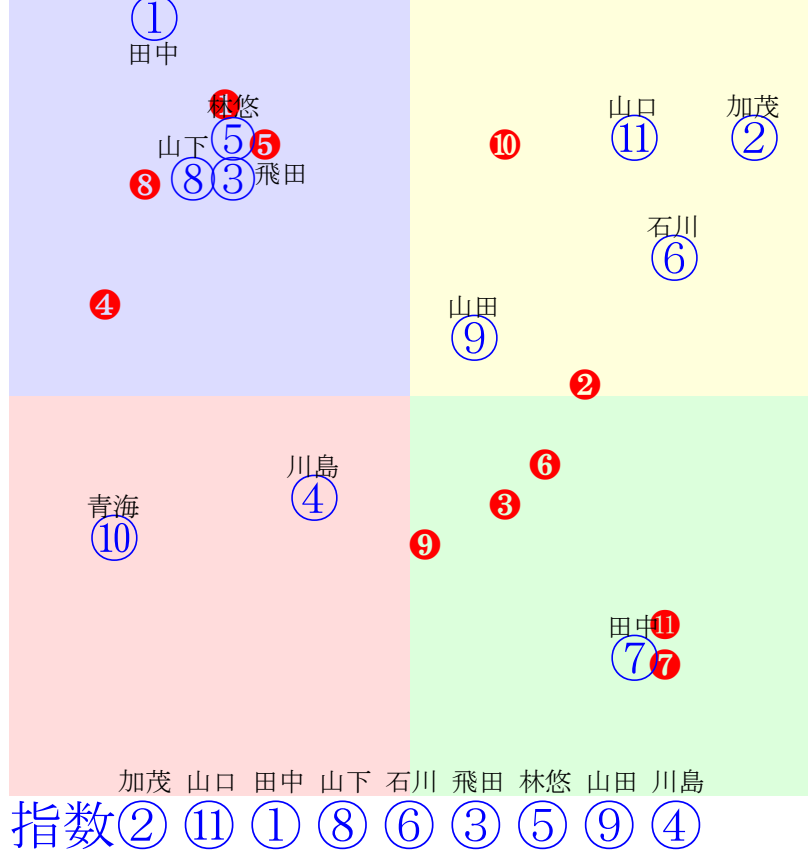 ①
田中
❶
林悠
山口
加茂
⑤
❺
❿
⑪
②
山下
⑧
③
飛田
❽
石川
⑥
❹
山田
⑨
❷
川島
❻
④
青海
❸
⑩
❾
田中
⓫
⑦
❼
加茂 山口 田中 山下 石川 飛田 林悠 山田 川島
指数② ⑪ ① ⑧ ⑥ ③ ⑤ ⑨ ④